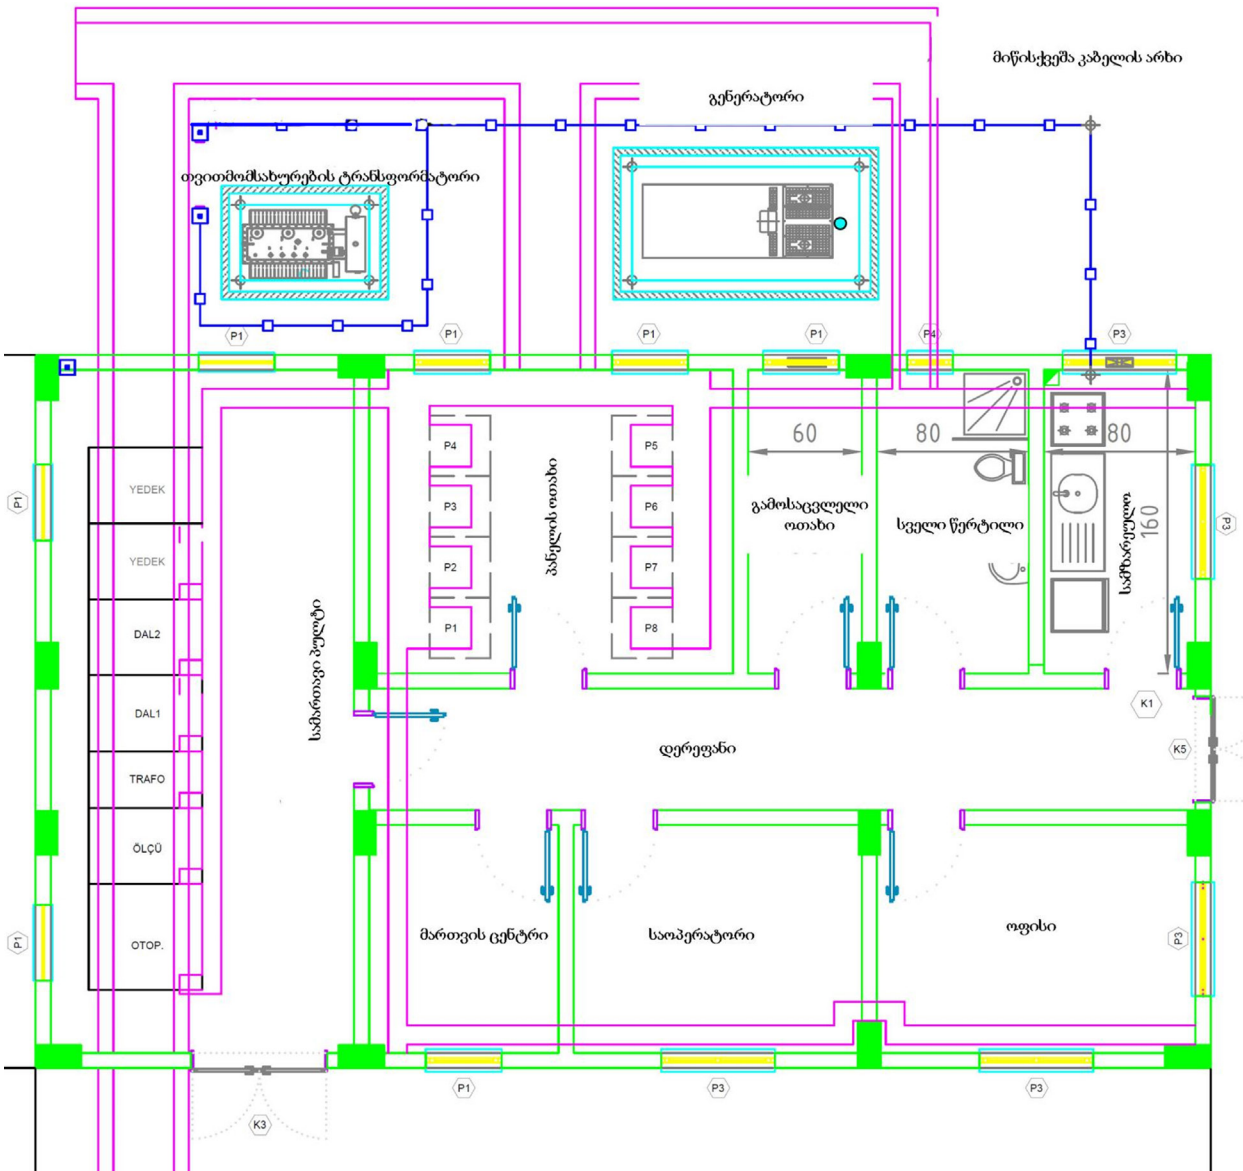 მიწისქვეშა კაბელის არხი
გენერატორი
თვითმომსახურების ტრანსფორმატორი
P1
P1
P1
P1
P4
P3
P4
P3
P2
P1
პანელის ოთახი
P5
P6
P7
P8
60
80
80
გამოსაცვლელი
ოთახი
სველი წერტილი
სამზარეულო
160
P1
P3
YEDEK
YEDEK
DAL2
DAL1
TRAFO
ÖLÇÜ
OTOP.
სამართავი პულტი
დერეფანი
K1
K5
მართვის ცენტრი
საოპერატორო
ოფისი
P1
P3
P1
P3
P3
K3